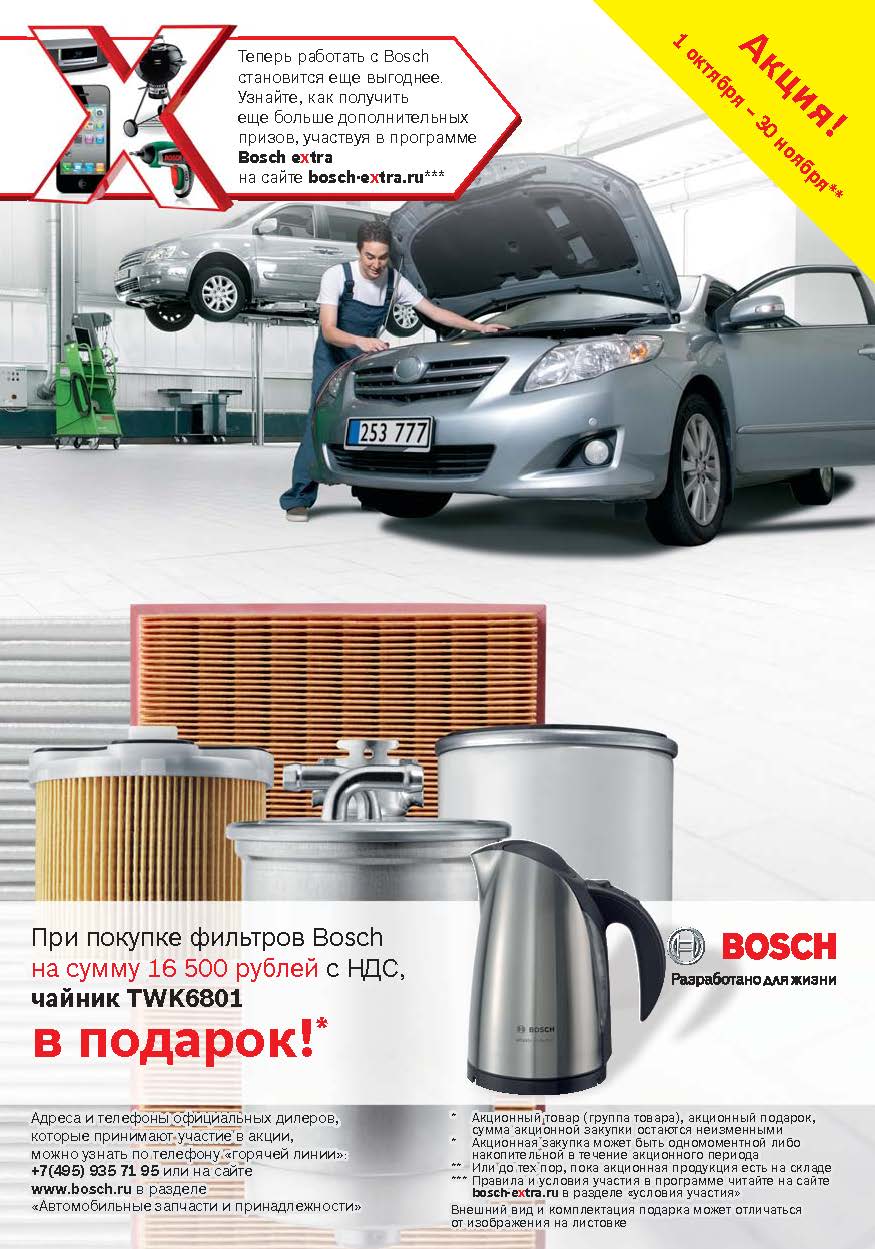 Теперь работать с Bosch
становится еще выгоднее.
Узнайте, как получить
еще больше дополнительных
призов, участвуя в программе
Bosch extra
на сайте bosch-extra.ru***
Акция!
1 октября – 30 ноября**
BOSCH
253 777
При покупке фильтров Bosch
на сумму 16 500 рублей с НДС,
чайник TWK6801
в подарок!*
BOSCH
BOSCH
Разработано для жизни
Адреса и телефоны официальных дилеров,
которые принимают участие в акции,
можно узнать по телефону «горячей линии»:
+7(495) 935 71 95 или на сайте
www.bosch.ru в разделе
«Автомобильные запчасти и принадлежности»
* Акционный товар (группа товара), акционный подарок,
сумма акционной закупки остаются неизменными
* Акционная закупка может быть одномоментной либо
накопительной в течение акционного периода
** Или до тех пор, пока акционная продукция есть на складе
*** Правила и условия участия в программе читайте на сайте
bosch-extra.ru в разделе «условия участия»
Внешний вид и комплектация подарка может отличаться
от изображения на листовке